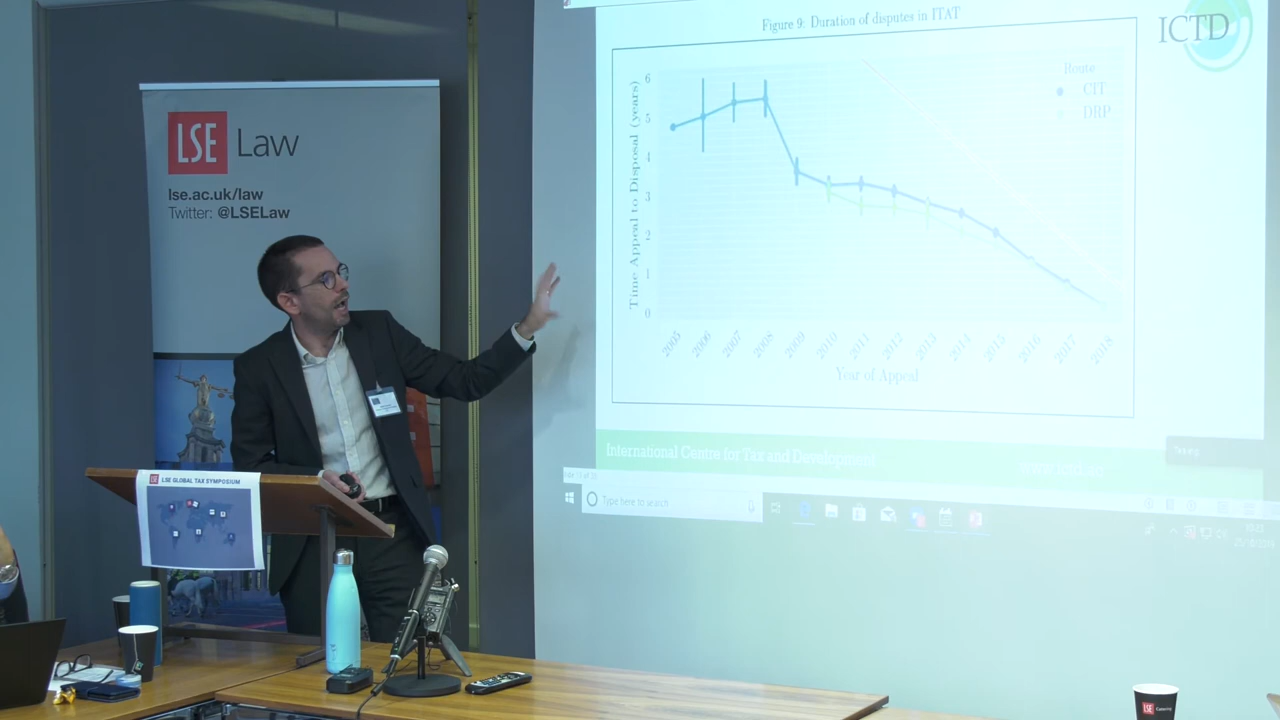 LSE Law
lse.ac.uk/law
Twitter: @LSELaw
LSE GLOBAL TAX SYMPOSIUM
Figure 9: Duration of disputes in ITAT
ICTD
Time Appeal to Disposal (years)
6
5
4
3
2
1
0
Route
CIT
DRP
2005 2006 2007 2008 2009 2010 2011 2012 2013 2014 2015 2016 2017 2018
Year of Appeal
International Centre for Tax and Development
Type here to search
LSE